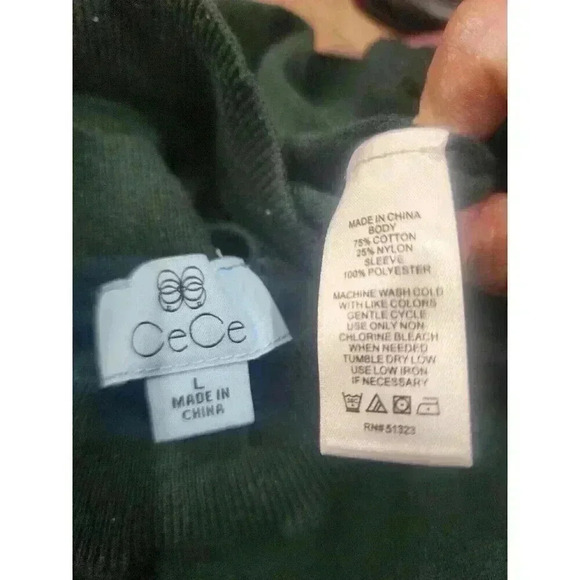 CeCe
L
MADE IN
CHINA
MADE IN CHINA
BODY
75% COTTON
25% NYLON
SLEEVE
100% POLYESTER
MACHINE WASH COLD
WITH LIKE COLORS
GENTLE CYCLE
USE ONLY NON
CHLORINE BLEACH
WHEN NEEDED
TUMBLE DRY LOW
USE LOW IRON
IF NECESSARY
RN# 51323